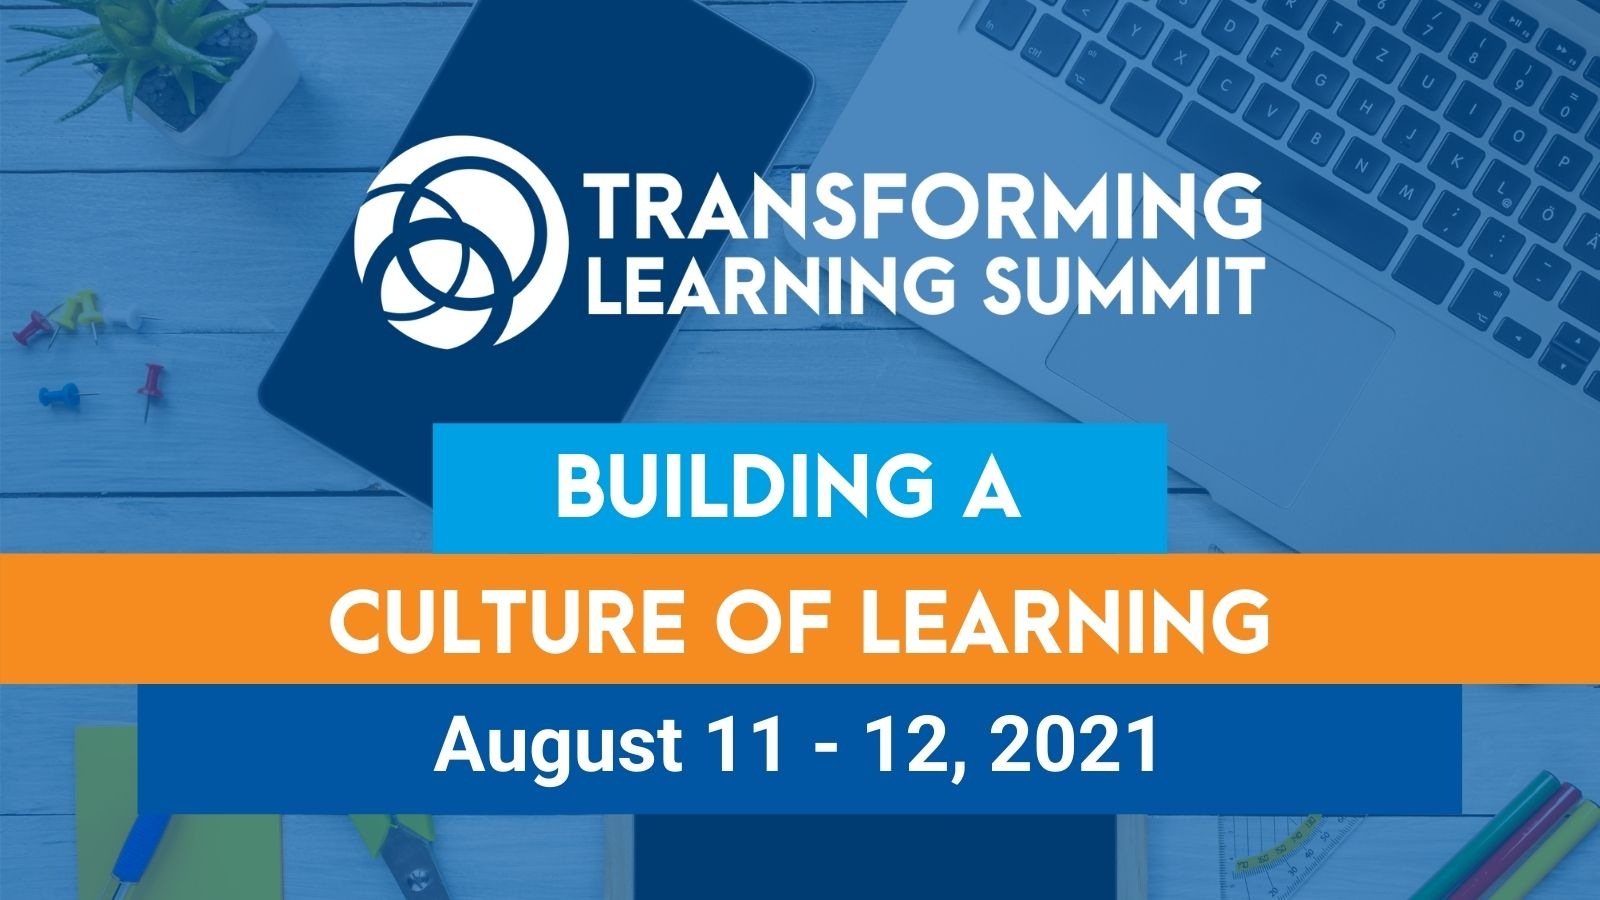 TRANSFORMING
LEARNING SUMMIT
BUILDING A
CULTURE OF LEARNING
August 11 - 12, 2021